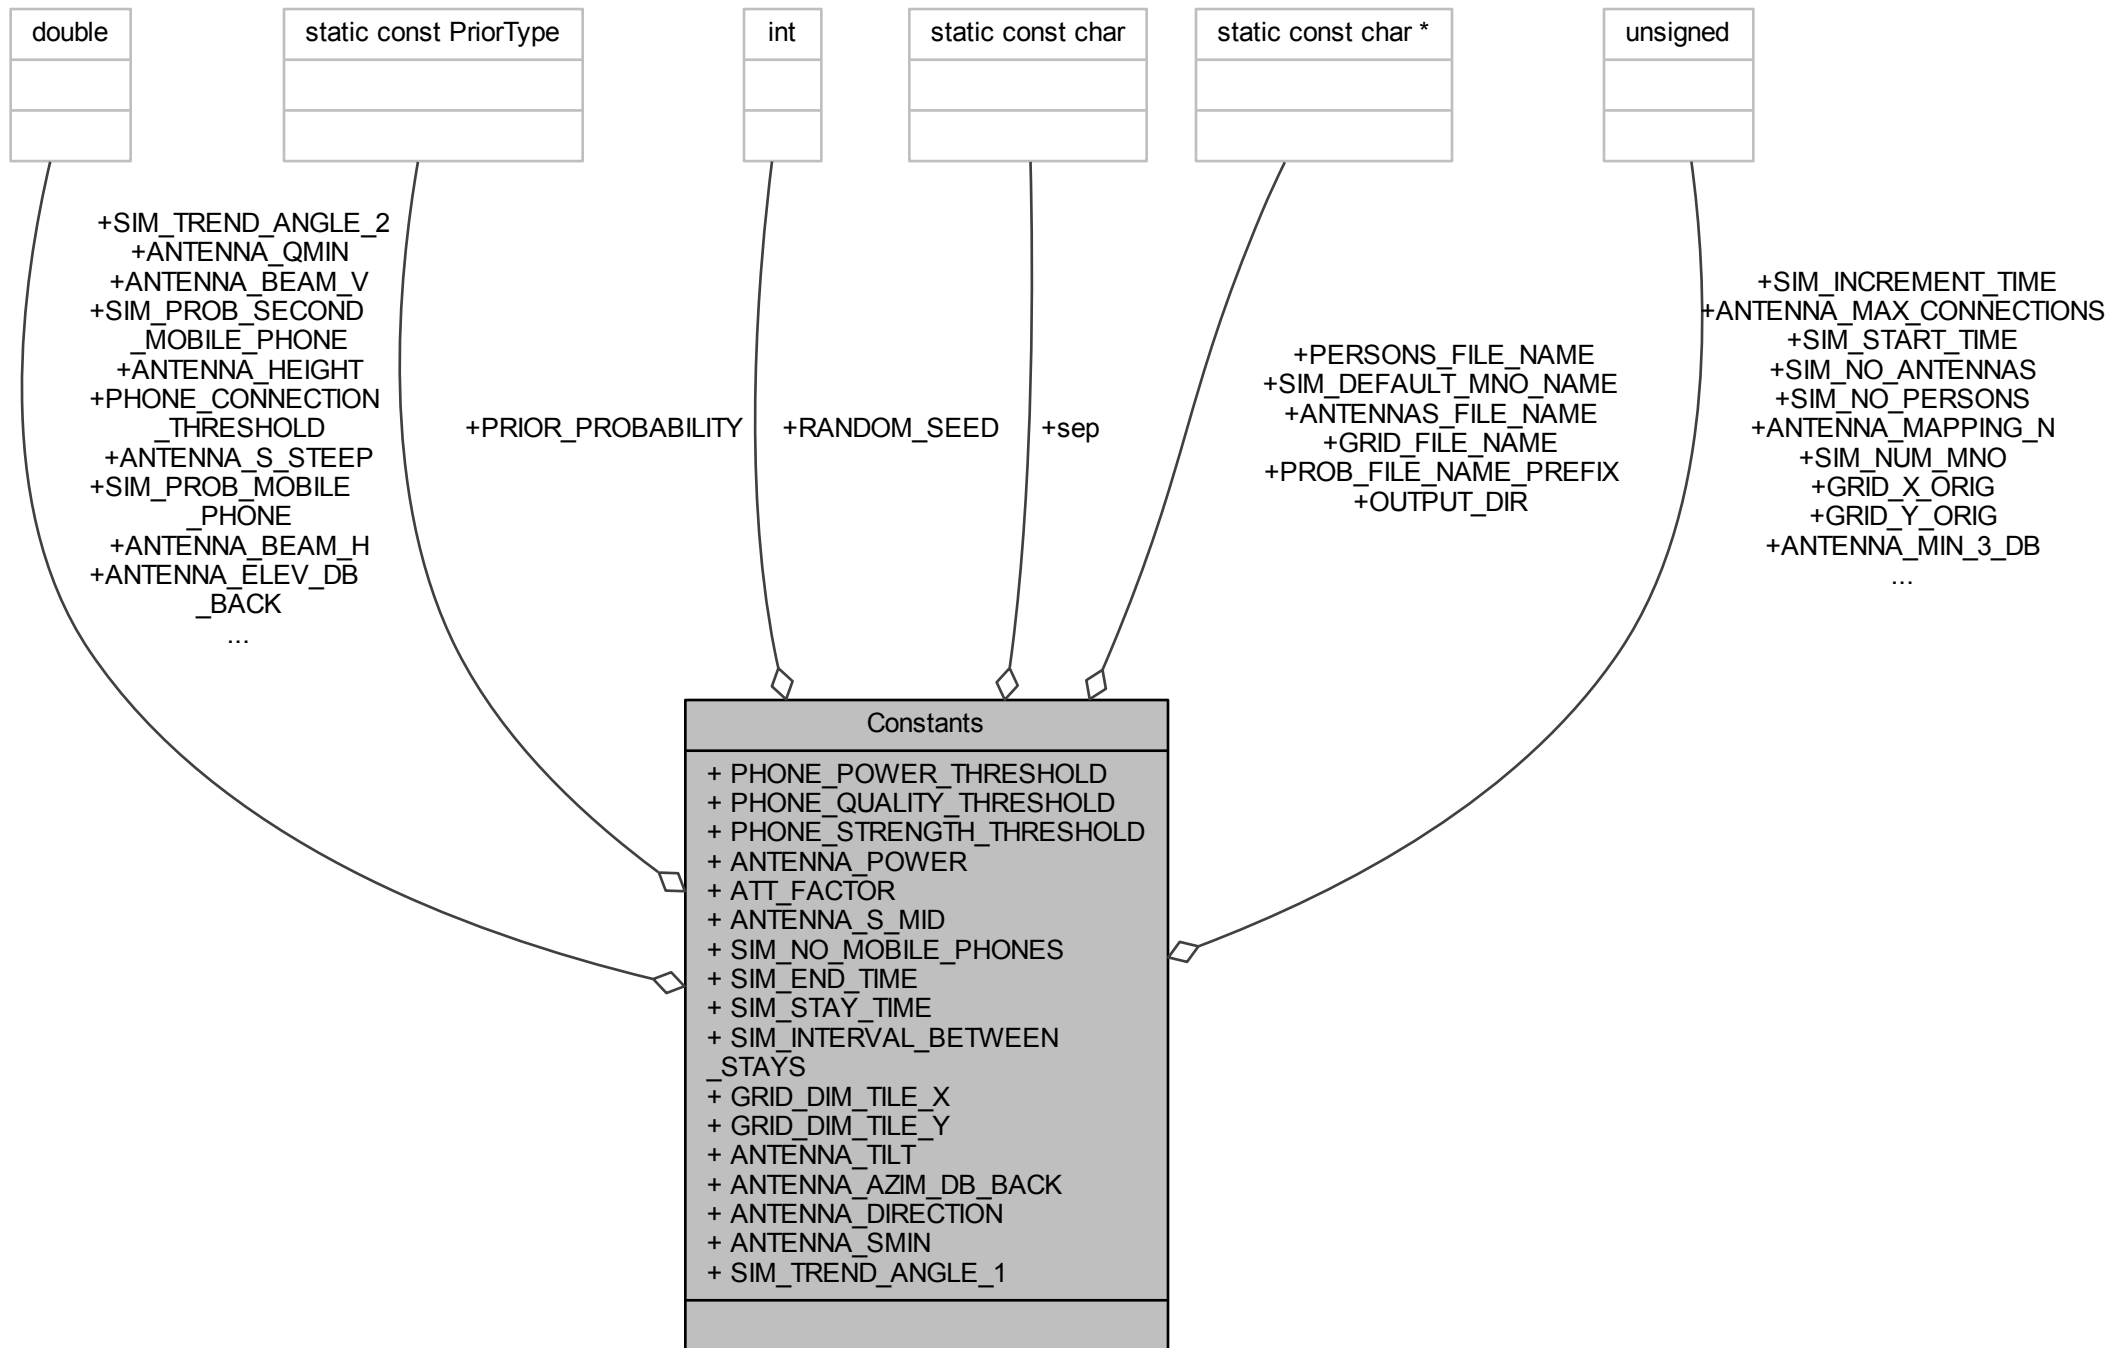 double
static const PriorType
int
static const char
static const char *
unsigned
+SIM_TREND_ANGLE_2
+ANTENNA_QMIN
+ANTENNA_BEAM_V
+SIM_PROB_SECOND
_MOBILE_PHONE
+ANTENNA_HEIGHT
+PHONE_CONNECTION
_THRESHOLD
+ANTENNA_S_STEEP
+SIM_PROB_MOBILE
_PHONE
+ANTENNA_BEAM_H
+ANTENNA_ELEV_DB
_BACK
...
+PRIOR_PROBABILITY
+RANDOM_SEED
+sep
+PERSONS_FILE_NAME
+SIM_DEFAULT_MNO_NAME
+ANTENNAS_FILE_NAME
+GRID_FILE_NAME
+PROB_FILE_NAME_PREFIX
+OUTPUT_DIR
+SIM_INCREMENT_TIME
+ANTENNA_MAX_CONNECTIONS
+SIM_START_TIME
+SIM_NO_ANTENNAS
+SIM_NO_PERSONS
+ANTENNA_MAPPING_N
+SIM_NUM_MNO
+GRID_X_ORIG
+GRID_Y_ORIG
+ANTENNA_MIN_3_DB
...
Constants
+ PHONE_POWER_THRESHOLD
+ PHONE_QUALITY_THRESHOLD
+ PHONE_STRENGTH_THRESHOLD
+ ANTENNA_POWER
+ ATT_FACTOR
+ ANTENNA_S_MID
+ SIM_NO_MOBILE_PHONES
+ SIM_END_TIME
+ SIM_STAY_TIME
+ SIM_INTERVAL_BETWEEN
_STAYS
+ GRID_DIM_TILE_X
+ GRID_DIM_TILE_Y
+ ANTENNA_TILT
+ ANTENNA_AZIM_DB_BACK
+ ANTENNA_DIRECTION
+ ANTENNA_SMIN
+ SIM_TREND_ANGLE_1